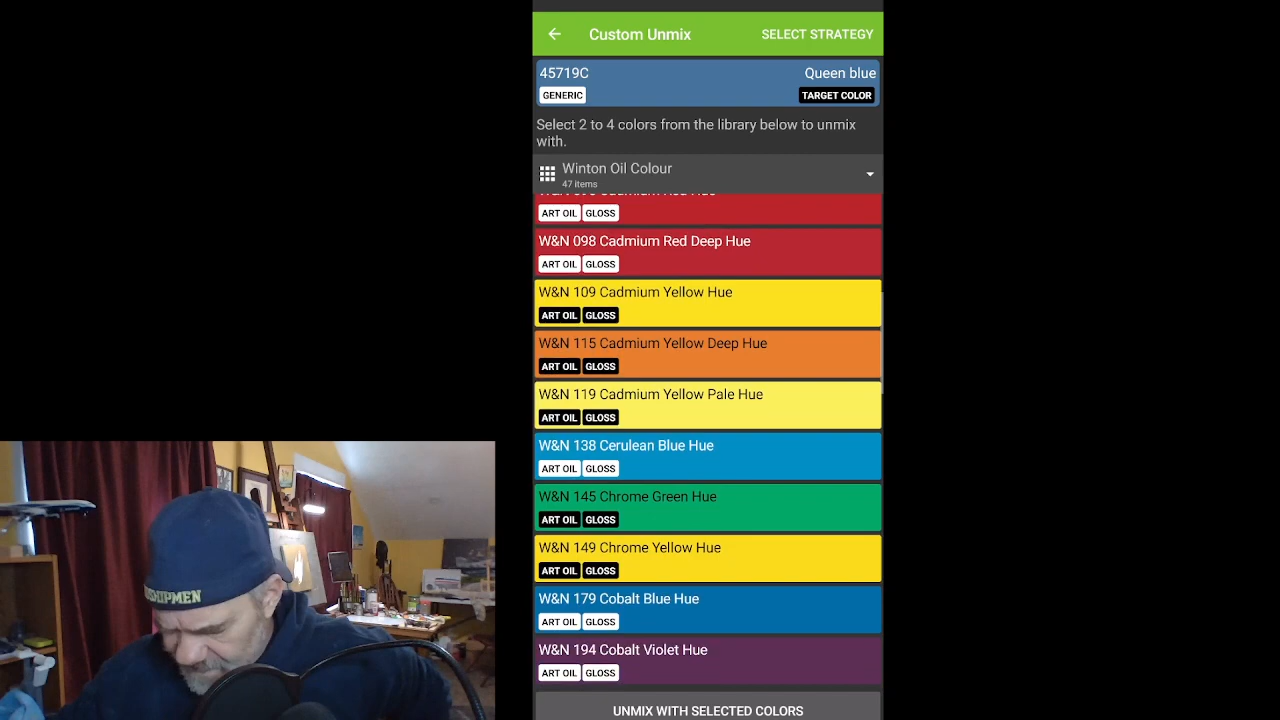 Custom Unmix
SELECT STRATEGY
45719C
Queen blue
GENERIC
TARGET COLOR
Select 2 to 4 colors from the library below to unmix
with.
Winton Oil Colour
47 items
ART OIL GLOSS
W&N 098 Cadmium Red Deep Hue
ART OIL GLOSS
W&N 109 Cadmium Yellow Hue
ART OIL GLOSS
W&N 115 Cadmium Yellow Deep Hue
ART OIL GLOSS
W&N 119 Cadmium Yellow Pale Hue
ART OIL GLOSS
W&N 138 Cerulean Blue Hue
ART OIL GLOSS
W&N 145 Chrome Green Hue
ART OIL GLOSS
W&N 149 Chrome Yellow Hue
ART OIL GLOSS
W&N 179 Cobalt Blue Hue
ART OIL GLOSS
W&N 194 Cobalt Violet Hue
ART OIL GLOSS
UNMIX WITH SELECTED COLORS